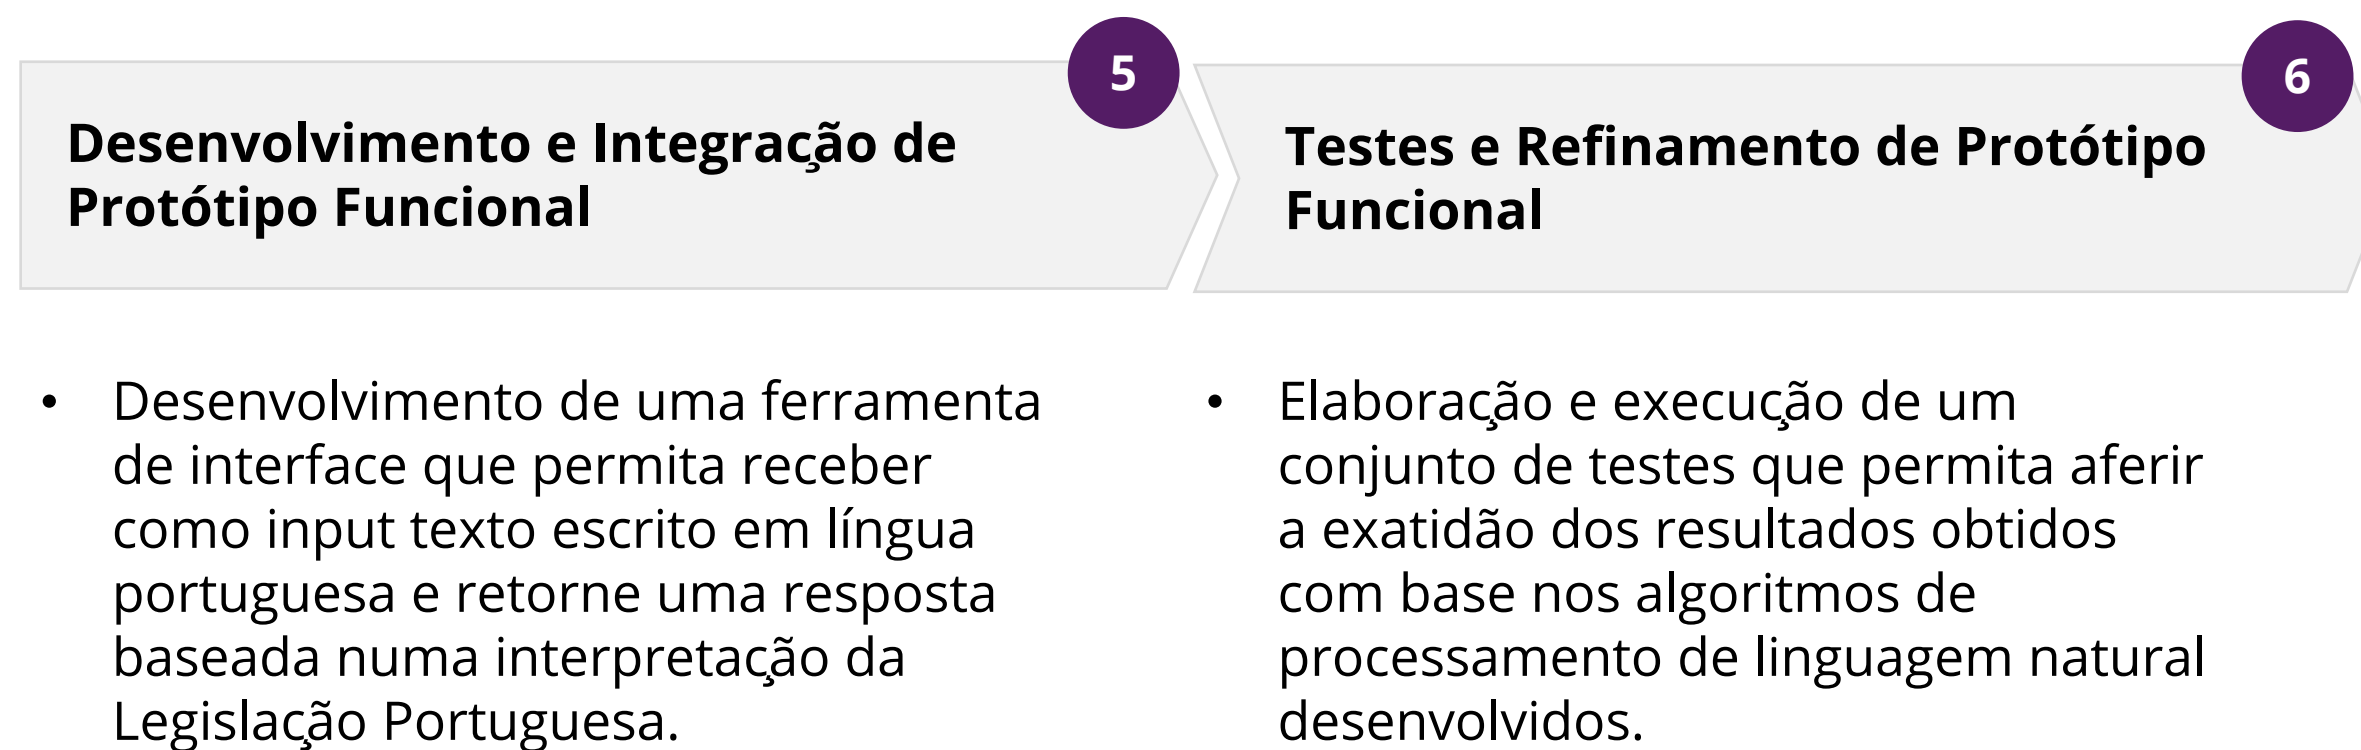 5
Desenvolvimento e Integração de
Protótipo Funcional
• Desenvolvimento de uma ferramenta
de interface que permita receber
como input texto escrito em língua
portuguesa e retorne uma resposta
baseada numa interpretação da
Legislação Portuguesa.
6
Testes e Refinamento de Protótipo
Funcional
• Elaboração e execução de um
conjunto de testes que permita aferir
a exatidão dos resultados obtidos
com base nos algoritmos de
processamento de linguagem natural
desenvolvidos.